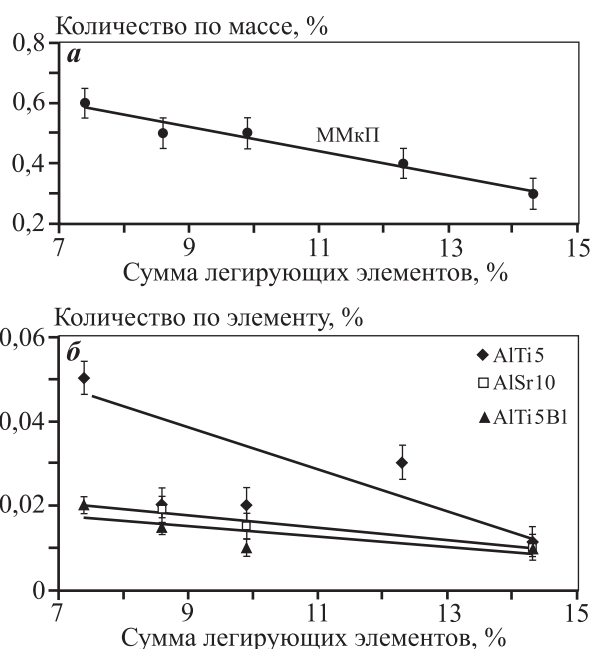 Количество по массе, %
0,8
а
0,6
ММкП
0,4
0,2
7 9 11 13 15
Сумма легирующих элементов, %
Количество по элементу, %
0,06
б
AlTi5
AlSr10
AlTi5B1
0,04
0,02
0
7 9 11 13 15
Сумма легирующих элементов, %